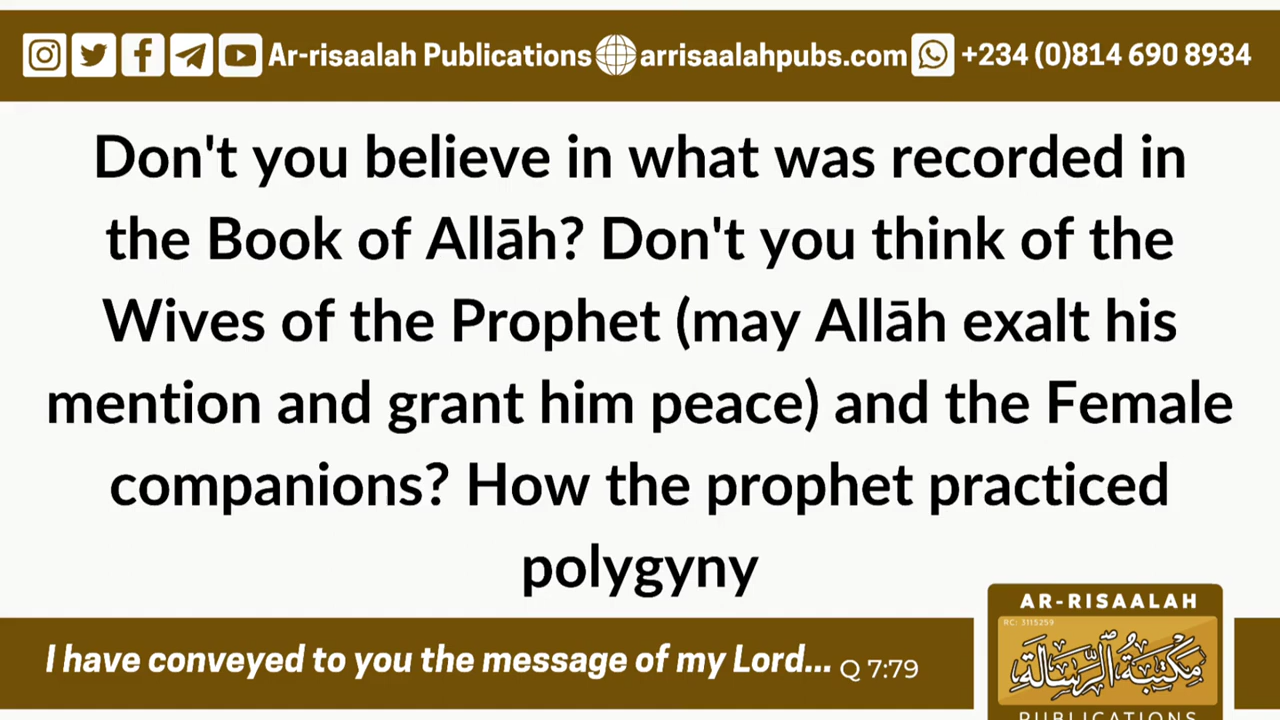 Ar-risaalah Publications arrisaalahpubs.com +234 (0)814 690 8934
Don't you believe in what was recorded in
the Book of Allāh? Don't you think of the
Wives of the Prophet (may Allāh exalt his
mention and grant him peace) and the Female
companions? How the prophet practiced
polygyny
I have conveyed to you the message of my Lord... Q 7:79
AR-RISAALAH
RC: 3115259
مكتبة الرسالة
PUBLICATIONS